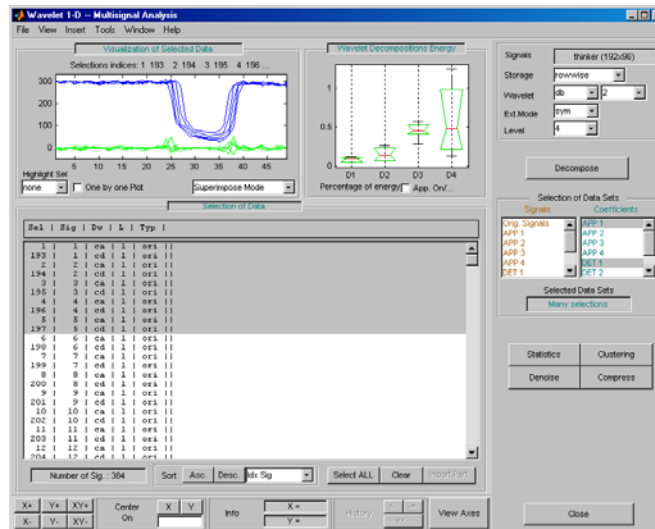 Wavelet 1-D -- Multisignal Analysis
File View Insert Tools Window Help
Visualization of Selected Data
Selections indices: 1 193 2 194 3 195 4 196 ...
300
200
100
0
5 10 15 20 25 30 35 40 45
Highlight Sel
none
One by one Plot
Superimpose Mode
Wavelet Decompositions Energy
1
0.5
0
D1 D2 D3 D4
Percentage of energy
App. On/...
Signals thinker (192x96)
Storage rowwise
Wavelet db 2
Ext.Mode sym
Level 4
Decompose
Selection of Data Sets
Signals Coefficients
Orig. Signals
APP 1
APP 2
APP 3
APP 4
DET 1
APP 1
APP 2
APP 3
APP 4
DET 1
DET 2
Selected Data Sets
Many selections
Statistics Clustering
Denoise Compress
Close
Selection of Data
Sel | Sig | Dw | L | Typ |
1 | 1 | ca | 1 | ori ||
193 | 1 | cd | 1 | ori ||
2 | 2 | ca | 1 | ori ||
194 | 2 | cd | 1 | ori ||
3 | 3 | ca | 1 | ori ||
195 | 3 | cd | 1 | ori ||
4 | 4 | ca | 1 | ori ||
196 | 4 | cd | 1 | ori ||
5 | 5 | ca | 1 | ori ||
197 | 5 | cd | 1 | ori ||
6 | 6 | ca | 1 | ori ||
198 | 6 | cd | 1 | ori ||
7 | 7 | ca | 1 | ori ||
199 | 7 | cd | 1 | ori ||
8 | 8 | ca | 1 | ori ||
200 | 8 | cd | 1 | ori ||
9 | 9 | ca | 1 | ori ||
201 | 9 | cd | 1 | ori ||
10 | 10 | ca | 1 | ori ||
202 | 10 | cd | 1 | ori ||
11 | 11 | ca | 1 | ori ||
203 | 11 | cd | 1 | ori ||
12 | 12 | ca | 1 | ori ||
204 | 12 | cd | 1 | ori ||
Number of Sig.: 384
Sort Asc. Desc. Idx Sig
Select ALL Clear Import Part.
X+ Y+ XY+
X- Y- XY-
Center On
X Y
Info
X =
Y =
History
View Axes